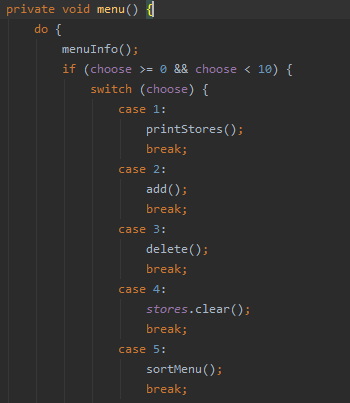 private void menu() {
do {
menuInfo();
if (choose >= 0 && choose < 10) {
switch (choose) {
case 1:
printStores();
break;
case 2:
add();
break;
case 3:
delete();
break;
case 4:
stores.clear();
break;
case 5:
sortMenu();
break;